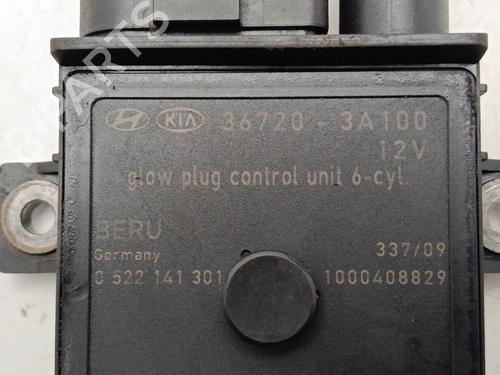 KIA 36720 - 3A100
12V
glow plug control unit 6-cyl.
BERU
Germany 337/09
0 522 141 301 1000408829